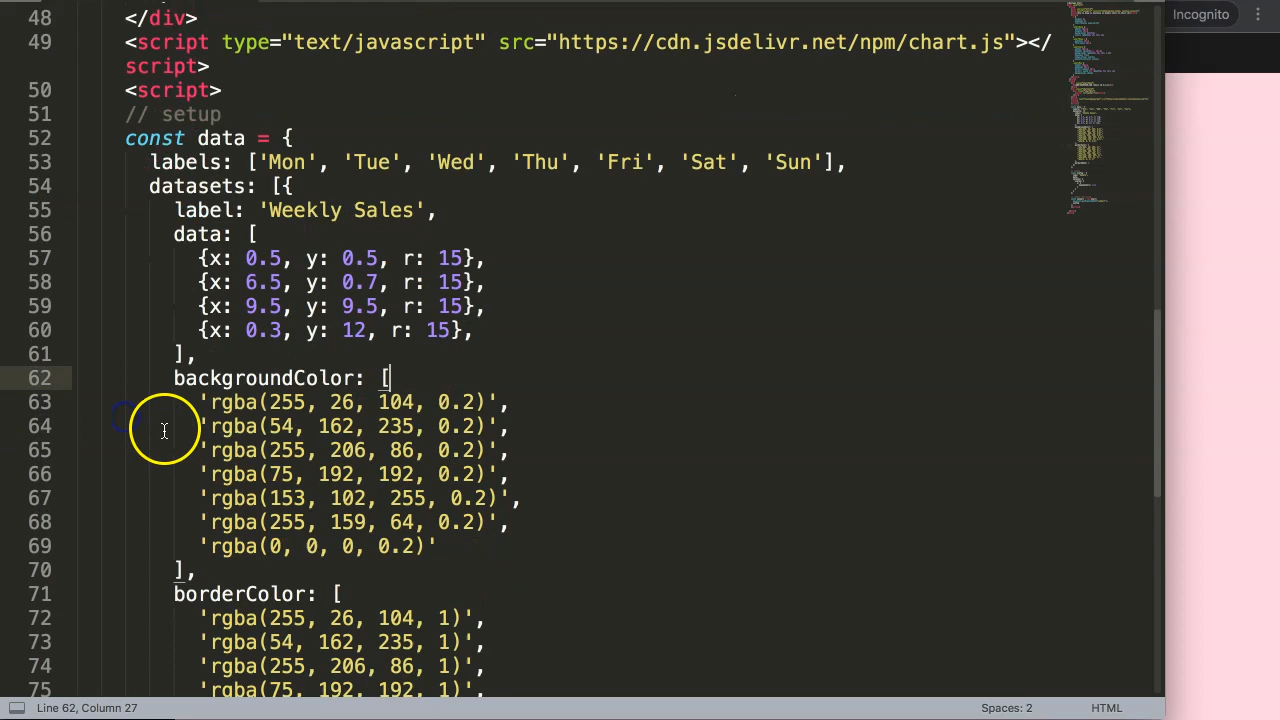 Incognito
48 </div>
49 <script type="text/javascript" src="https://cdn.jsdelivr.net/npm/chart.js"></
script>
50 <script>
51 // setup
52 const data = {
53 labels: ['Mon', 'Tue', 'Wed', 'Thu', 'Fri', 'Sat', 'Sun'],
54 datasets: [{
55 label: 'Weekly Sales',
56 data: [
57 {x: 0.5, y: 0.5, r: 15},
58 {x: 6.5, y: 0.7, r: 15},
59 {x: 9.5, y: 9.5, r: 15},
60 {x: 0.3, y: 12, r: 15},
61 ],
62 backgroundColor: [
63 'rgba(255, 26, 104, 0.2)',
64 'rgba(54, 162, 235, 0.2)',
65 'rgba(255, 206, 86, 0.2)',
66 'rgba(75, 192, 192, 0.2)',
67 'rgba(153, 102, 255, 0.2)',
68 'rgba(255, 159, 64, 0.2)',
69 'rgba(0, 0, 0, 0.2)'
70 ],
71 borderColor: [
72 'rgba(255, 26, 104, 1)',
73 'rgba(54, 162, 235, 1)',
74 'rgba(255, 206, 86, 1)',
75 'rgba(75, 192, 192, 1)',
Line 62, Column 27 Spaces: 2 HTML